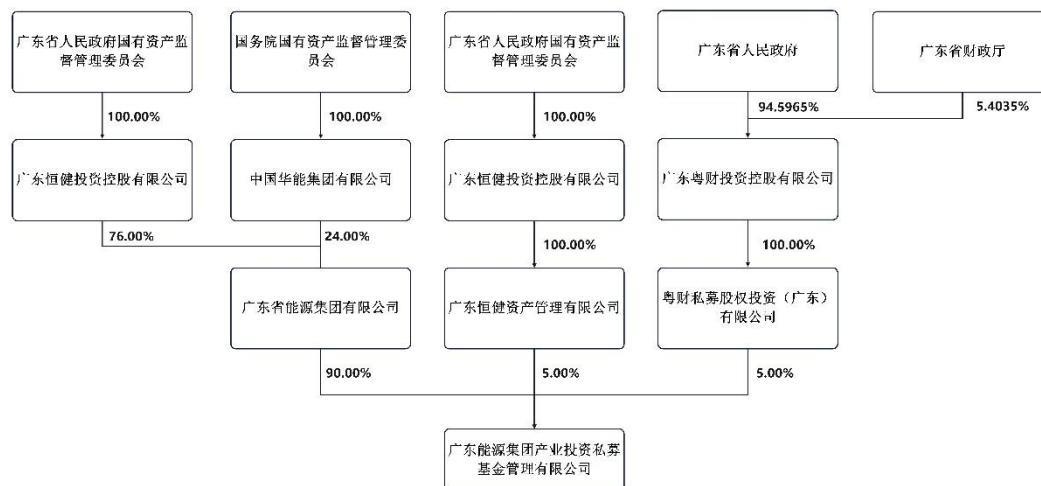 广东省人民政府国有资产监
督管理委员会
国务院国有资产监督管理委
员会
广东省人民政府国有资产监
督管理委员会
广东省人民政府
广东省财政厅
100.00%
100.00%
100.00%
94.5965%
5.4035%
广东恒健投资控股有限公司
中国华能集团有限公司
广东恒健投资控股有限公司
广东粤财投资控股有限公司
76.00%
24.00%
100.00%
100.00%
广东省能源集团有限公司
广东恒健资产管理有限公司
粤财私募股权投资（广东）
有限公司
90.00%
5.00%
5.00%
广东能源集团产业投资私募
基金管理有限公司